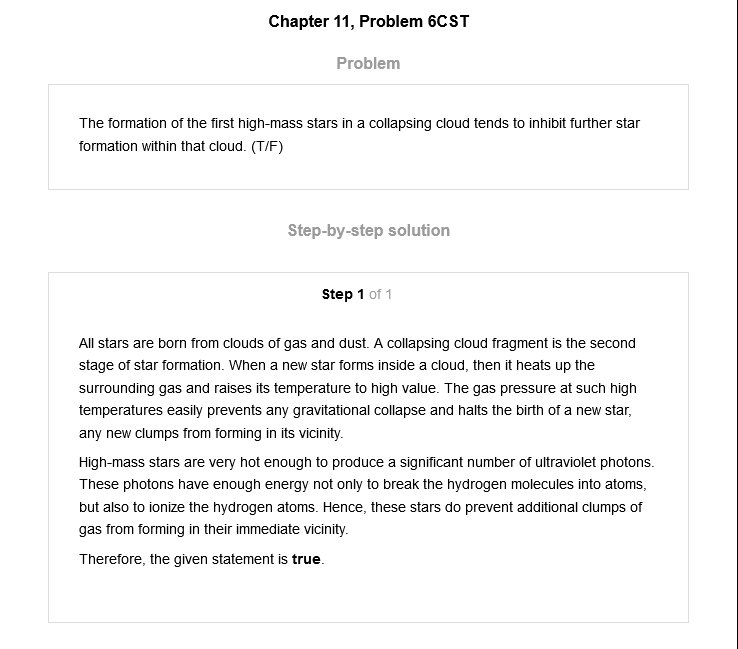 Chapter 11, Problem 6CST
Problem
The formation of the first high-mass stars in a collapsing cloud tends to inhibit further star
formation within that cloud. (T/F)
Step-by-step solution
Step 1 of 1
All stars are born from clouds of gas and dust. A collapsing cloud fragment is the second
stage of star formation. When a new star forms inside a cloud, then it heats up the
surrounding gas and raises its temperature to high value. The gas pressure at such high
temperatures easily prevents any gravitational collapse and halts the birth of a new star,
any new clumps from forming in its vicinity.
High-mass stars are very hot enough to produce a significant number of ultraviolet photons.
These photons have enough energy not only to break the hydrogen molecules into atoms,
but also to ionize the hydrogen atoms. Hence, these stars do prevent additional clumps of
gas from forming in their immediate vicinity.
Therefore, the given statement is true.